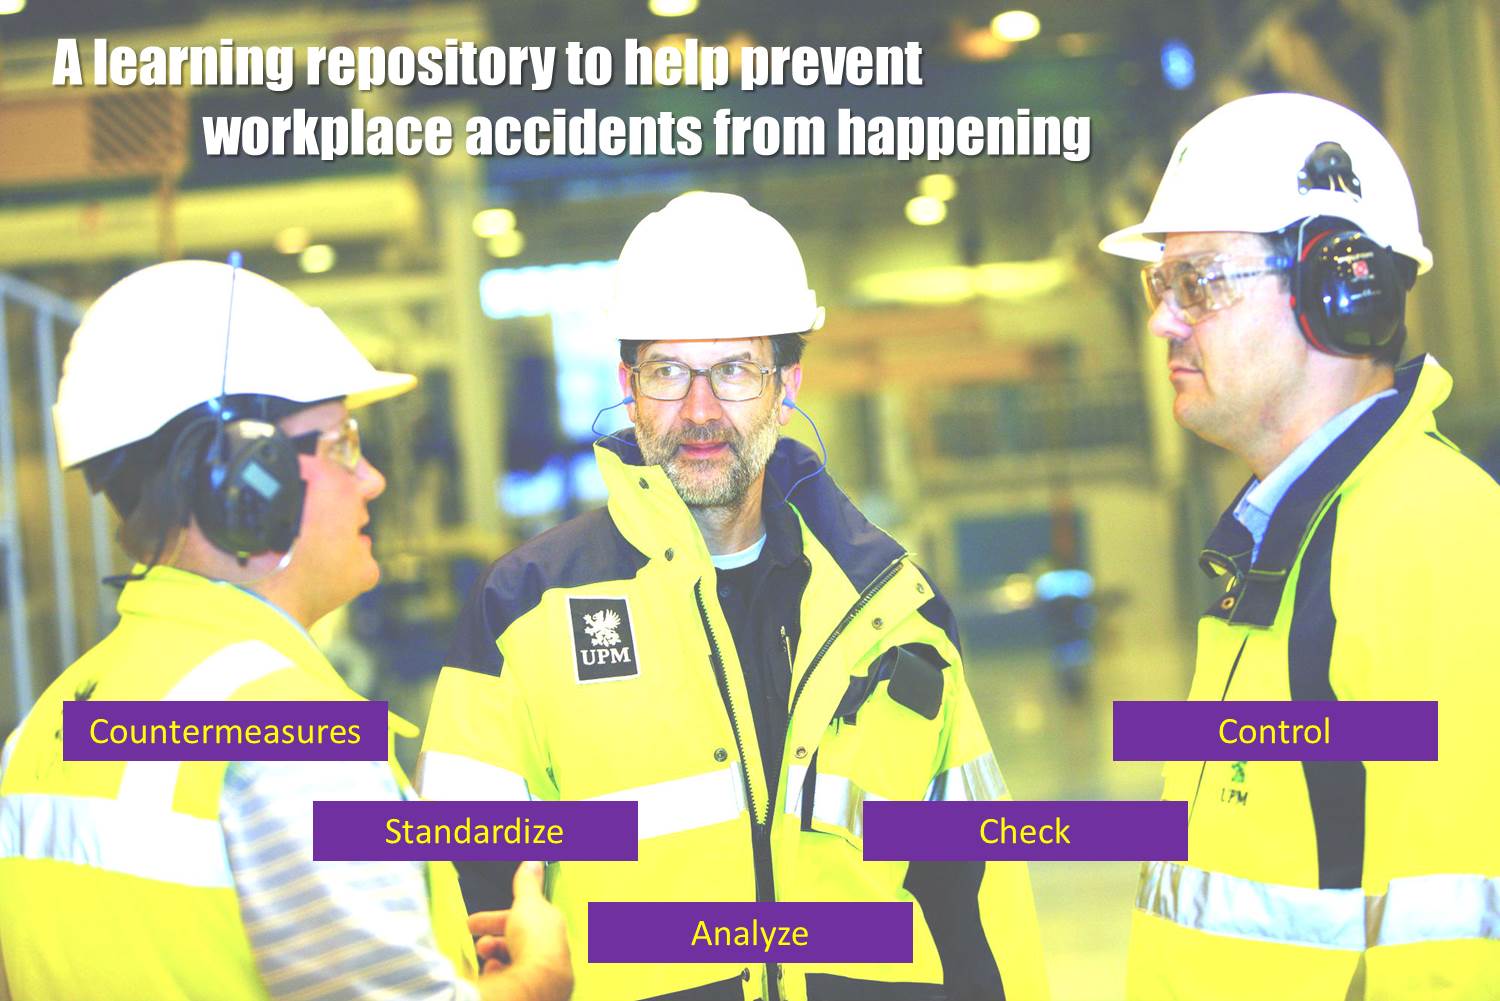 A learning repository to help prevent
workplace accidents from happening
UPM
Countermeasures
Control
UPM
Standardize
Check
Analyze